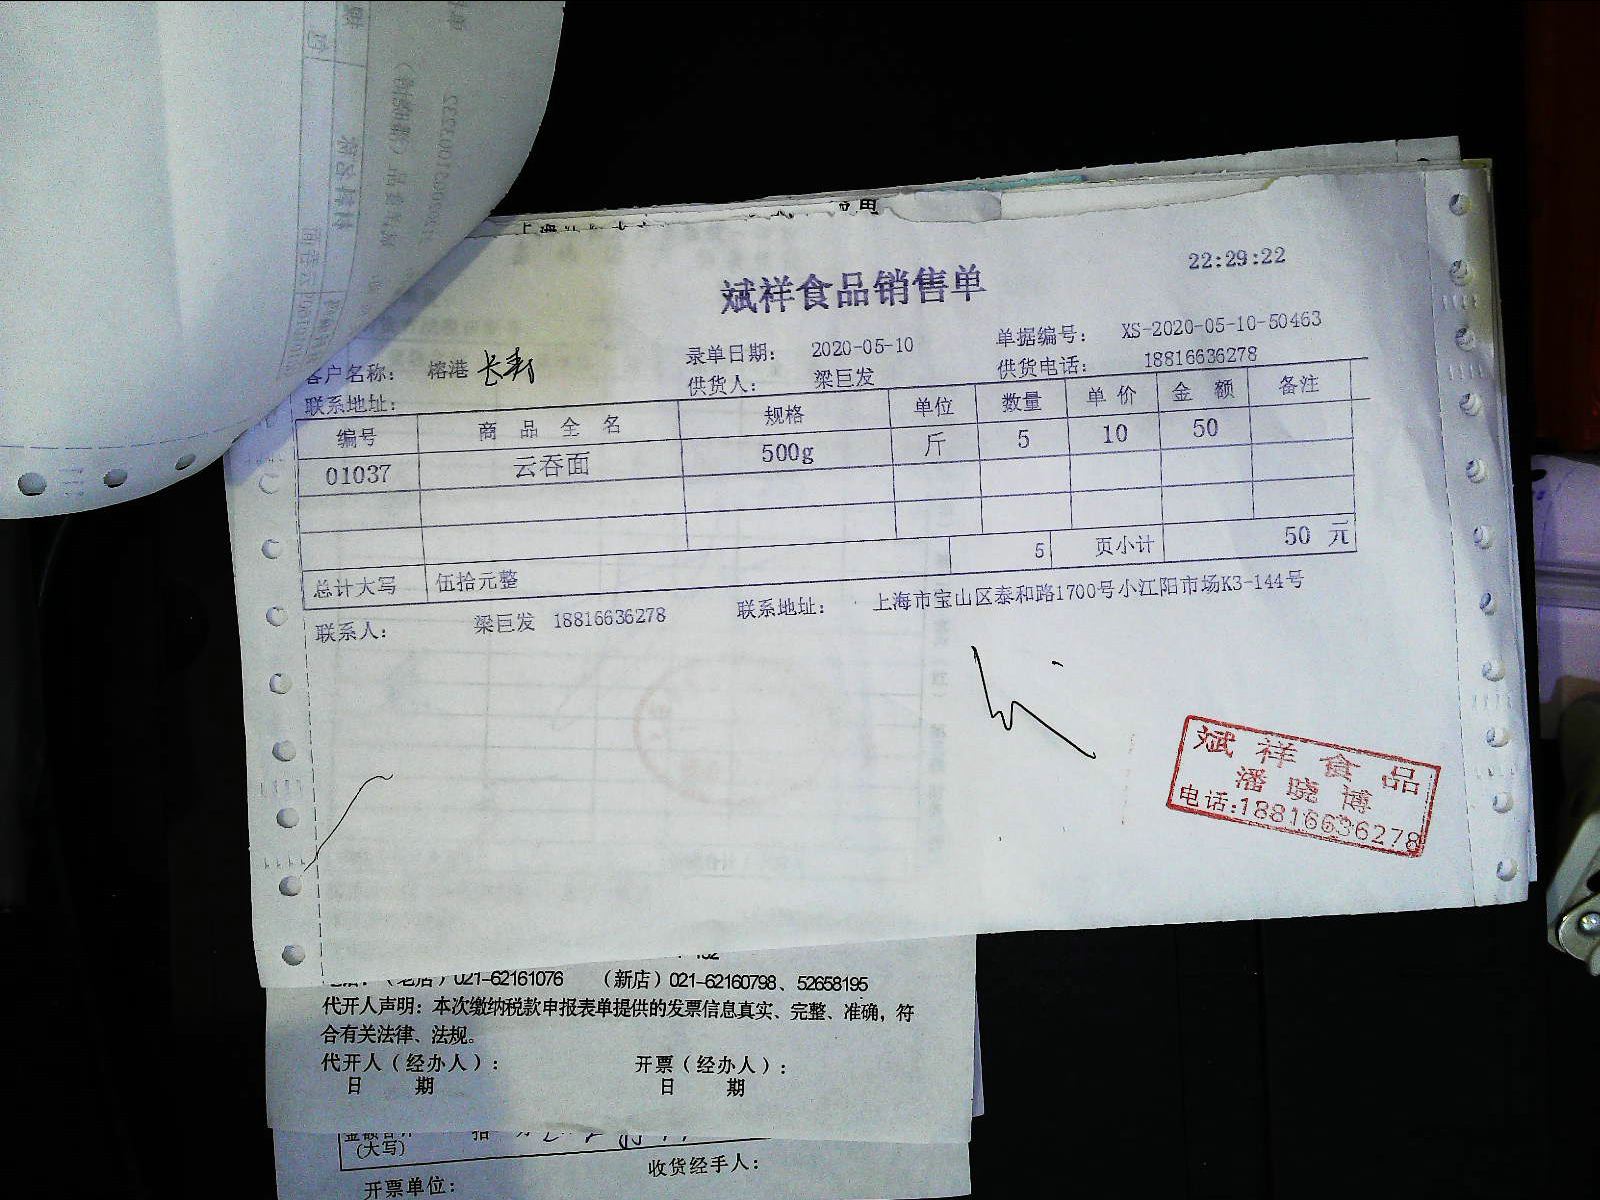 斌祥食品销售单
22:29:22
客户名称： 榕港 长寿 录单日期： 2020-05-10 单据编号： XS-2020-05-10-50463
联系地址： 供货人： 梁巨发 供货电话： 18816636278
编号 商 品 全 名 规格 单位 数量 单 价 金 额 备注
01037 云吞面 500g 斤 5 10 50
5 页小计 50 元
总计大写 伍拾元整
联系人： 梁巨发 18816636278 联系地址： 上海市宝山区泰和路1700号小江阳市场K3-144号
斌祥食品
潘晓博
电话:18816636278
（老店）021-62161076 （新店）021-62160798、52658195
代开人声明：本次缴纳税款申报表单提供的发票信息真实、完整、准确，符
合有关法律、法规。
代开人（经办人）： 开票（经办人）：
日 期 日 期
(大写)
收货经手人：
开票单位：